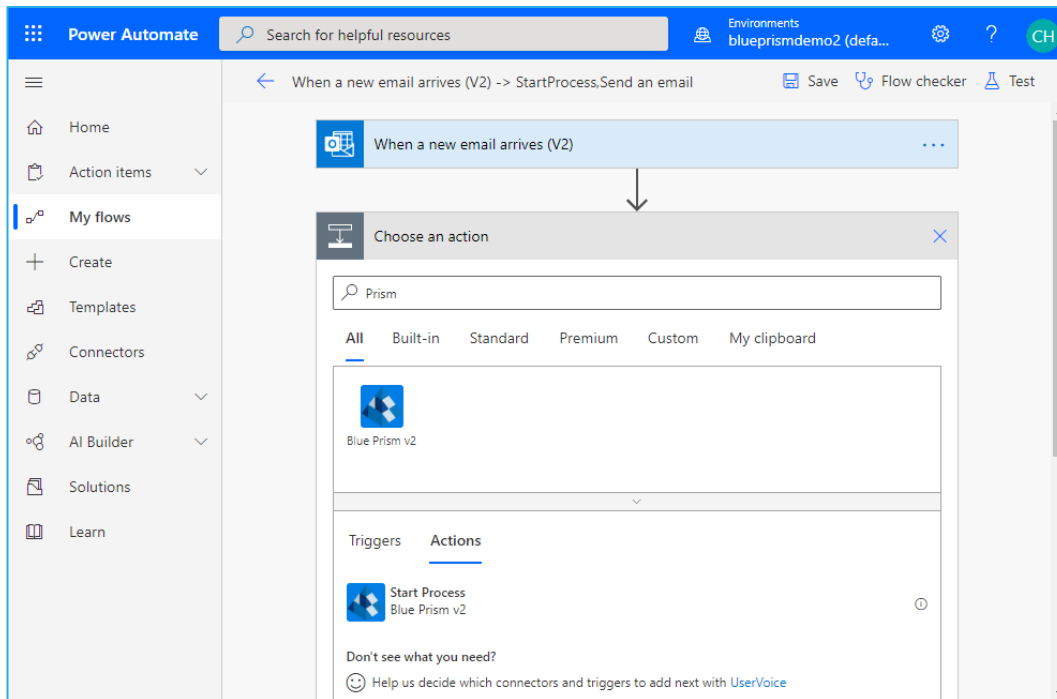 Power Automate
Search for helpful resources
Environments
blueprismdemo2 (defa...
?
CH
When a new email arrives (V2) -> StartProcess,Send an email
Save
Flow checker
Test
Home
Action items
My flows
Create
Templates
Connectors
Data
AI Builder
Solutions
Learn
When a new email arrives (V2)
...
Choose an action
Prism
All Built-in Standard Premium Custom My clipboard
Blue Prism v2
Triggers Actions
Start Process
Blue Prism v2
Don't see what you need?
Help us decide which connectors and triggers to add next with UserVoice